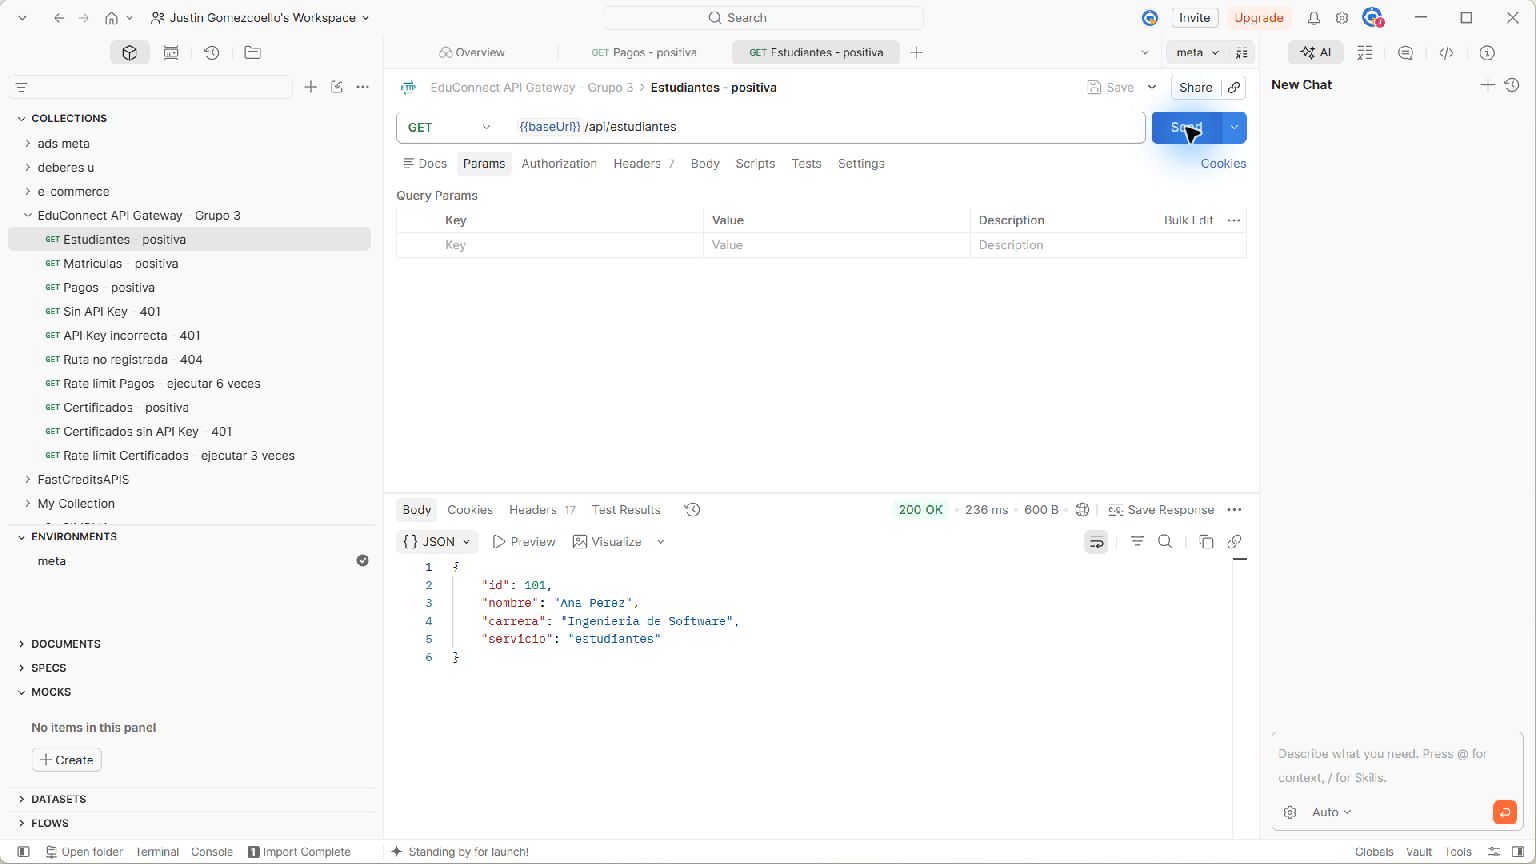 Justin Gomezcoello's Workspace
Search
Invite
Upgrade
Overview
GET Pagos - positiva
GET Estudiantes - positiva
meta
AI
EduConnect API Gateway - Grupo 3 > Estudiantes - positiva
Save
Share
New Chat
COLLECTIONS
ads meta
deberes u
e-commerce
EduConnect API Gateway - Grupo 3
GET Estudiantes - positiva
GET Matriculas - positiva
GET Pagos - positiva
GET Sin API Key - 401
GET API Key incorrecta - 401
GET Ruta no registrada - 404
GET Rate limit Pagos - ejecutar 6 veces
GET Certificados - positiva
GET Certificados sin API Key - 401
GET Rate limit Certificados - ejecutar 3 veces
FastCreditsAPIS
My Collection
ENVIRONMENTS
meta
DOCUMENTS
SPECS
MOCKS
No items in this panel
Create
DATASETS
FLOWS
GET
{{baseUrl}}/api/estudiantes
Send
Docs Params Authorization Headers 7 Body Scripts Tests Settings
Cookies
Query Params
Key Value Description Bulk Edit
Key Value Description
Body Cookies Headers 17 Test Results
200 OK • 236 ms • 600 B
Save Response
{} JSON Preview Visualize
1 {
2 "id": 101,
3 "nombre": "Ana Perez",
4 "carrera": "Ingenieria de Software",
5 "servicio": "estudiantes"
6 }
Describe what you need. Press @ for
context, / for Skills.
Auto
Open folder Terminal Console 1 Import Complete
Standing by for launch!
Globals Vault Tools